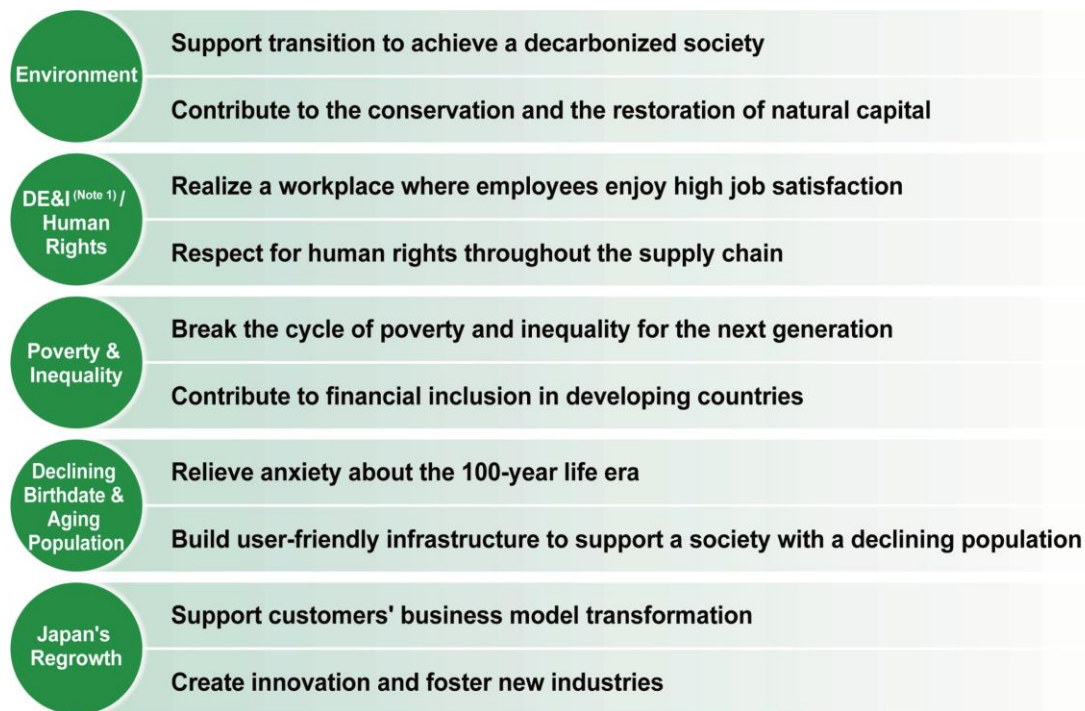 Environment
Support transition to achieve a decarbonized society
Contribute to the conservation and the restoration of natural capital
DE&I (Note 1) /
Human
Rights
Realize a workplace where employees enjoy high job satisfaction
Respect for human rights throughout the supply chain
Poverty &
Inequality
Break the cycle of poverty and inequality for the next generation
Contribute to financial inclusion in developing countries
Declining
Birthdate &
Aging
Population
Relieve anxiety about the 100-year life era
Build user-friendly infrastructure to support a society with a declining population
Japan's
Regrowth
Support customers' business model transformation
Create innovation and foster new industries